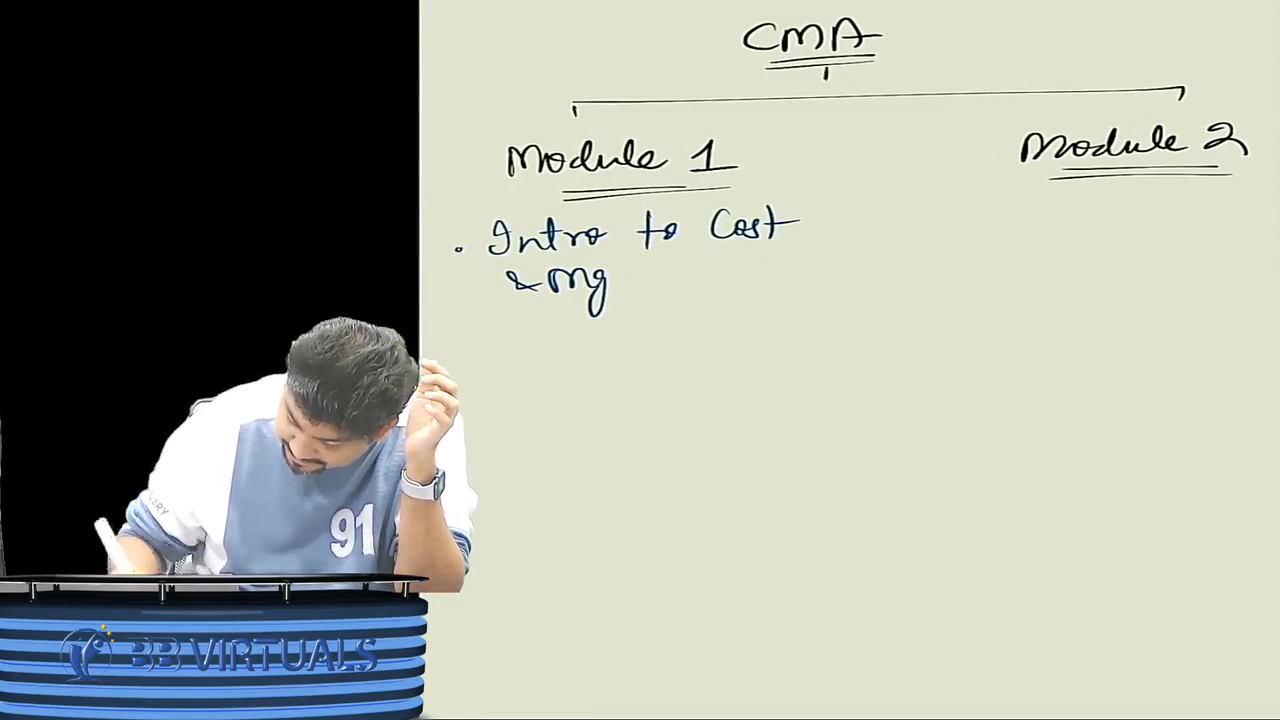 CMA
Module 1
Module 2
. Intro to Cost
& Mg
91
BB VIRTUALS